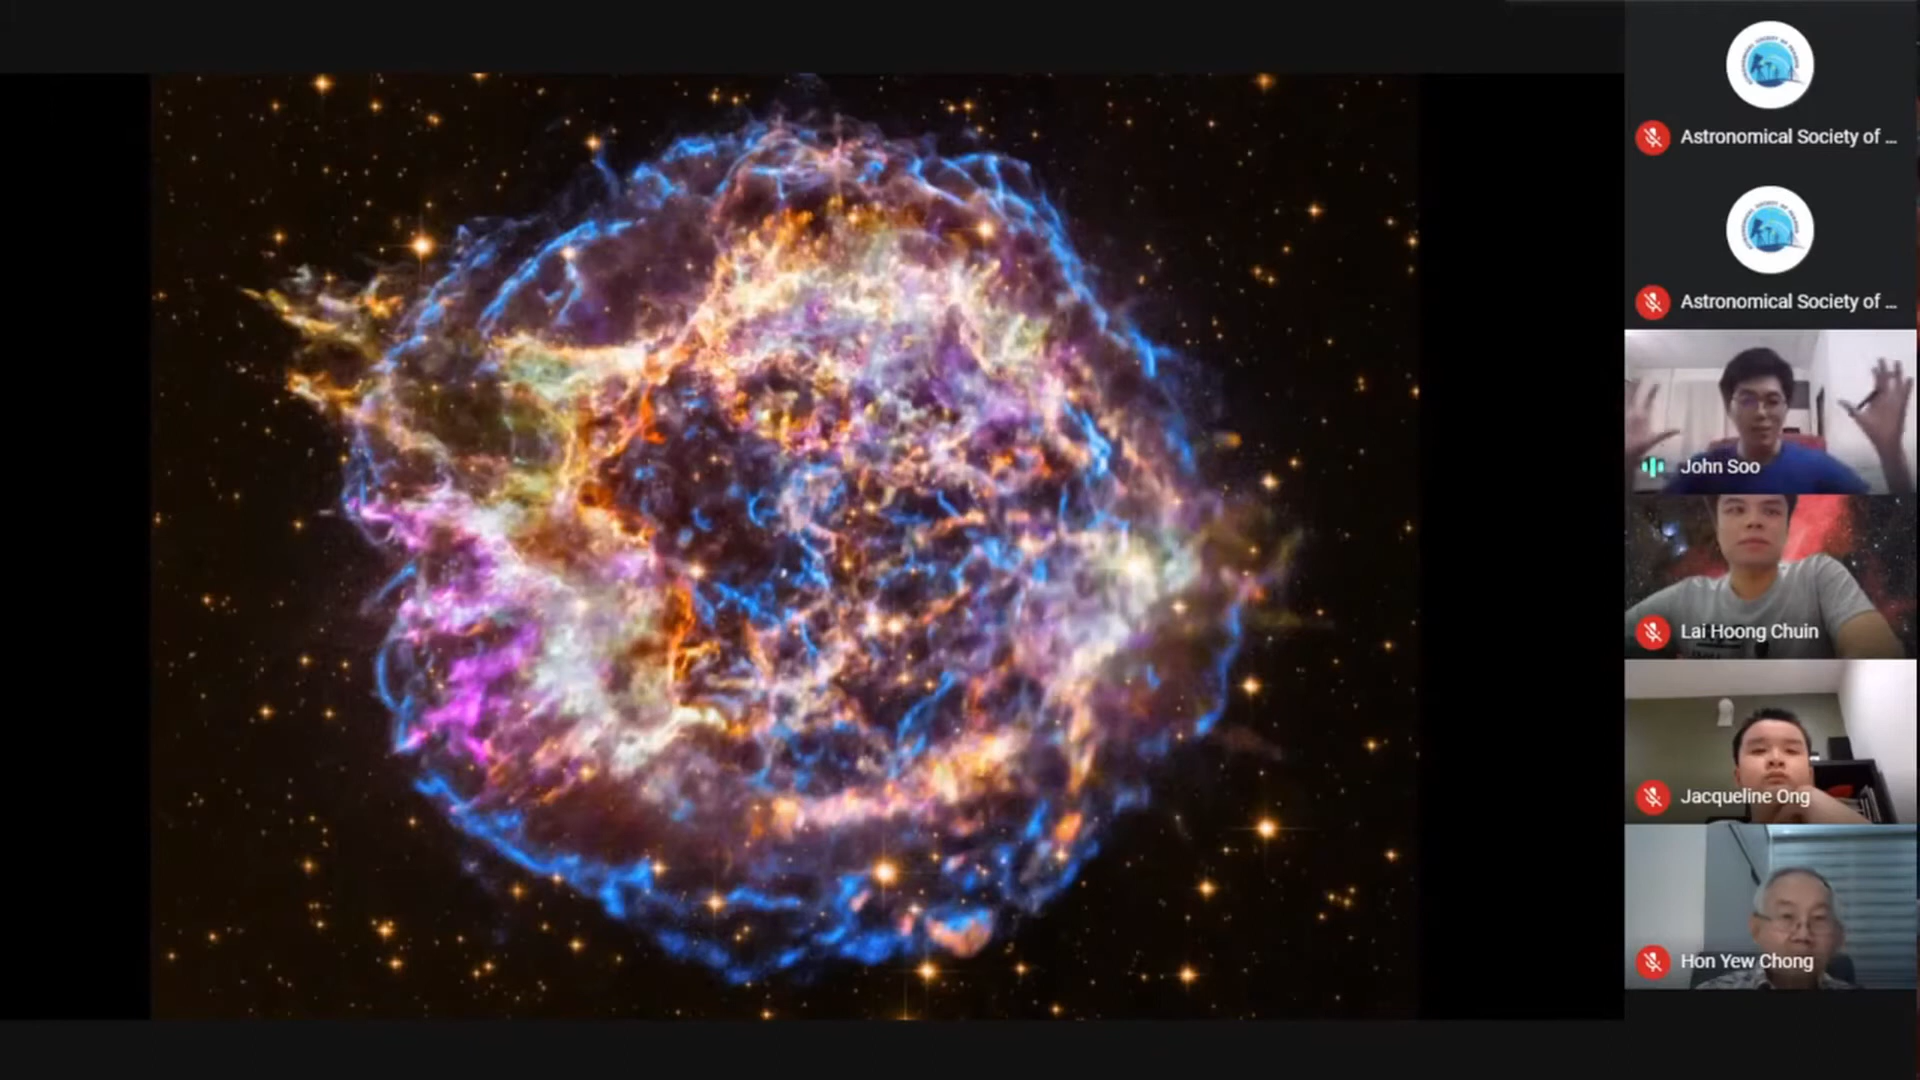 Astronomical Society of ...
Astronomical Society of ...
John Soo
Lai Hoong Chuin
Jacqueline Ong
Hon Yew Chong